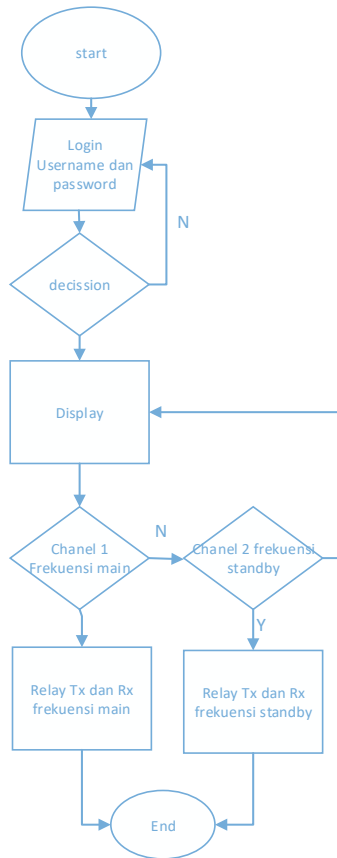 start
Login
Username dan
password
N
decission
Display
N
Chanel 1
Frekuensi main
Chanel 2 frekuensi
standby
Y
Relay Tx dan Rx
frekuensi main
Relay Tx dan Rx
frekuensi standby
End